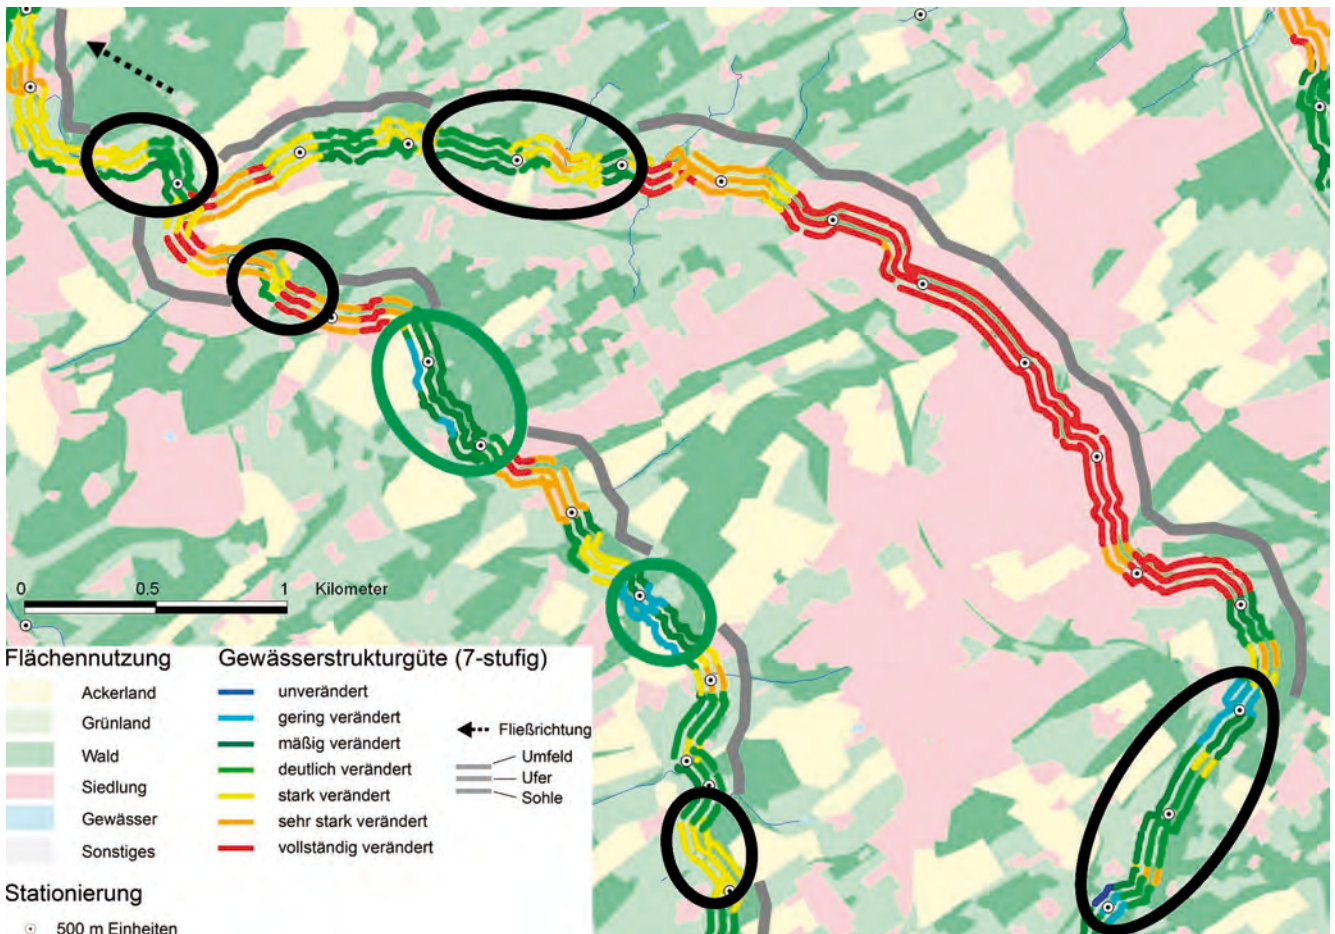 0 0.5 1 Kilometer
Flächennutzung
Ackerland
Grünland
Wald
Siedlung
Gewässer
Sonstiges
Stationierung
500 m Einheiten
Gewässerstrukturgüte (7-stufig)
unverändert
gering verändert
mäßig verändert
deutlich verändert
stark verändert
sehr stark verändert
vollständig verändert
Fließrichtung
Umfeld
Ufer
Sohle